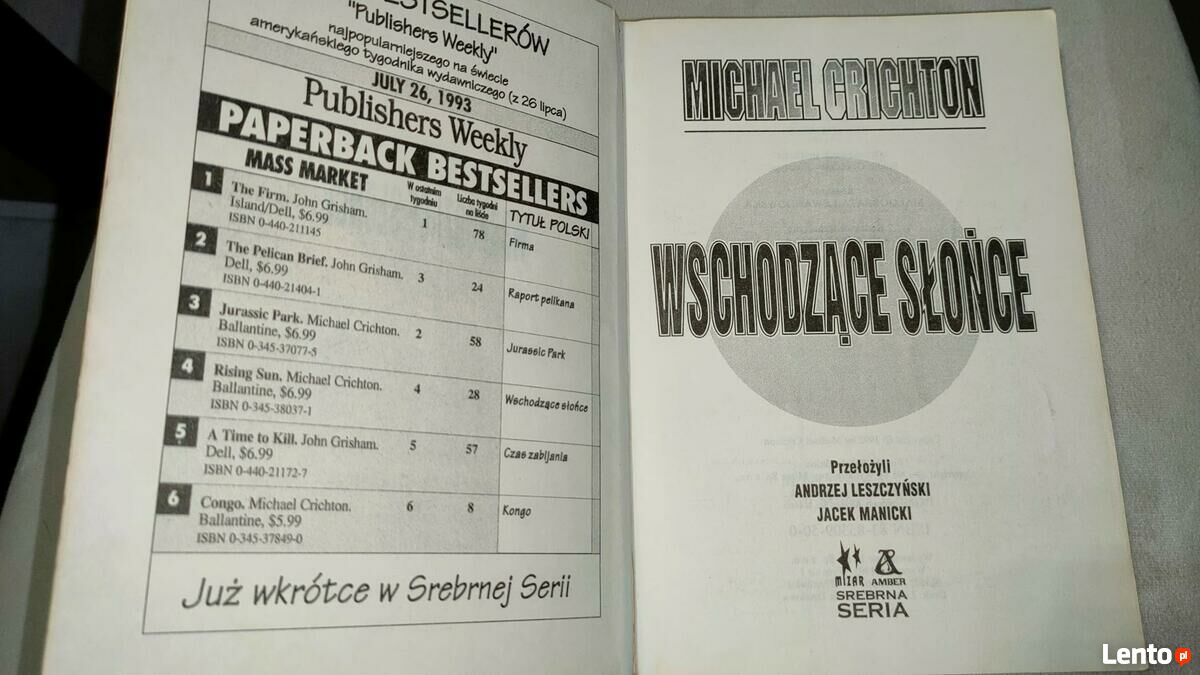 BESTSELLERÓW
"Publishers Weekly"
najpopularniejszego na świecie
amerykańskiego tygodnika wydawniczego (z 26 lipca)
JULY 26, 1993
Publishers Weekly
PAPERBACK BESTSELLERS
MASS MARKET
W ostatnim tygodniu
Liczba tygodni na liście
TYTUŁ POLSKI
1 The Firm. John Grisham. 1 78 Firma
Island/Dell, $6.99
ISBN 0-440-211145
2 The Pelican Brief. John Grisham. 3 24 Raport pelikana
Dell, $6.99
ISBN 0-440-21404-1
3 Jurassic Park. Michael Crichton. 2 58 Jurassic Park
Ballantine, $6.99
ISBN 0-345-37077-5
4 Rising Sun. Michael Crichton. 4 28 Wschodzące słońce
Ballantine, $6.99
ISBN 0-345-38037-1
5 A Time to Kill. John Grisham. 5 57 Czas zabijania
Dell, $6.99
ISBN 0-440-21172-7
6 Congo. Michael Crichton. 6 8 Kongo
Ballantine, $5.99
ISBN 0-345-37849-0
Już wkrótce w Srebrnej Serii
MICHAEL CRICHTON
WSCHODZĄCE SŁOŃCE
Przełożyli
ANDRZEJ LESZCZYŃSKI
JACEK MANICKI
MIZAR AMBER
SREBRNA
SERIA
Lento.pl